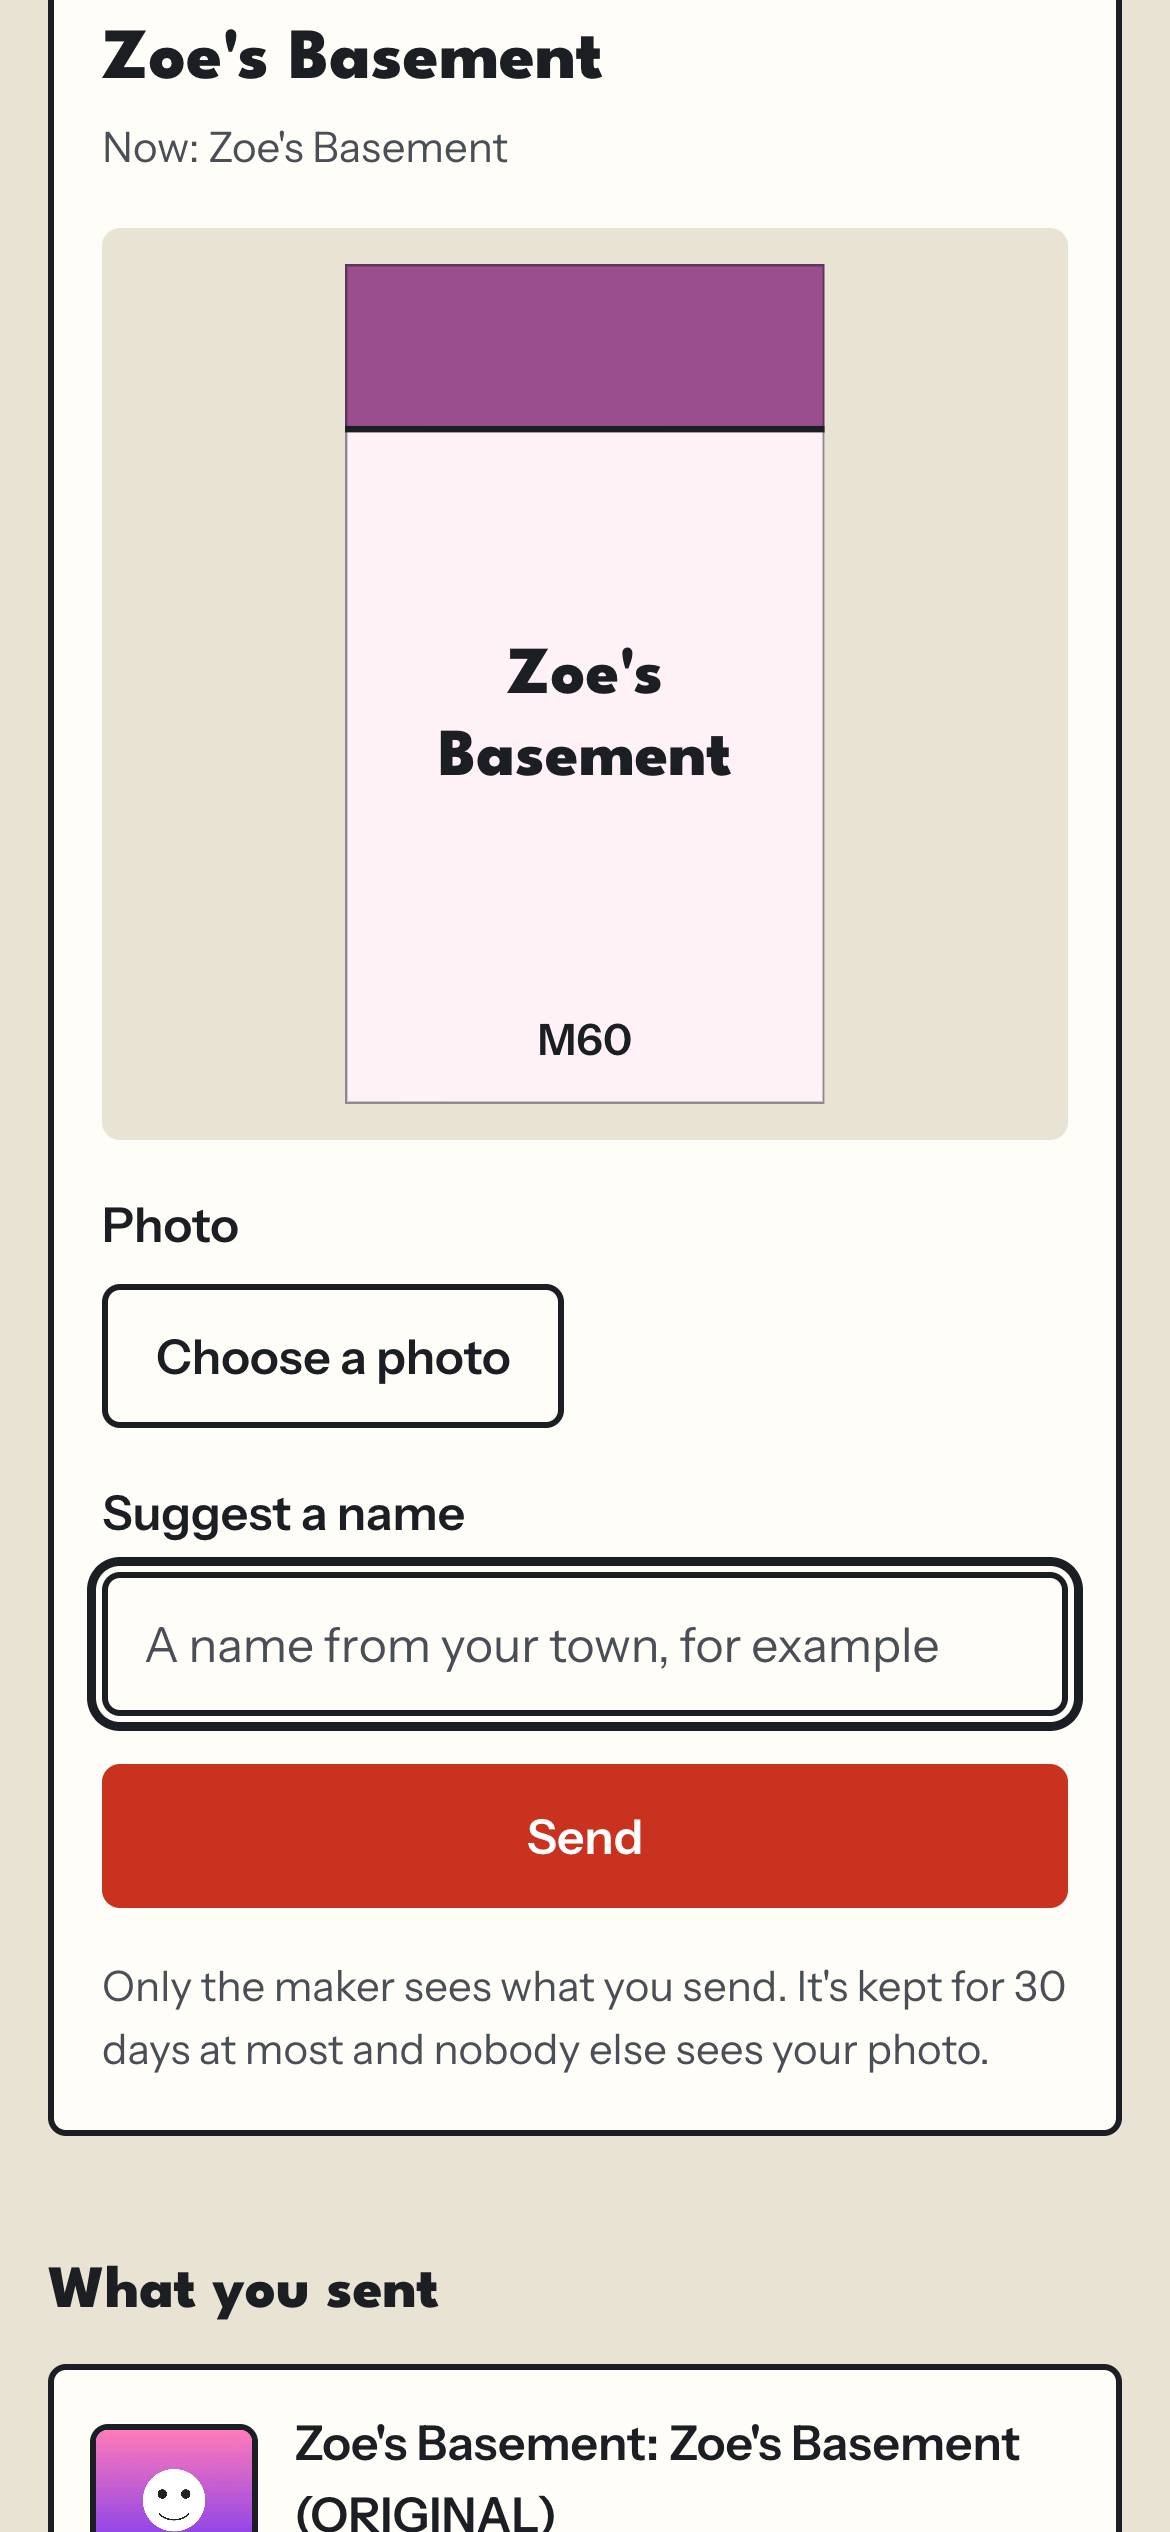 Zoe's Basement
Now: Zoe's Basement
Zoe's
Basement
M60
Photo
Choose a photo
Suggest a name
A name from your town, for example
Send
Only the maker sees what you send. It's kept for 30
days at most and nobody else sees your photo.
What you sent
Zoe's Basement: Zoe's Basement
(ORIGINAL)